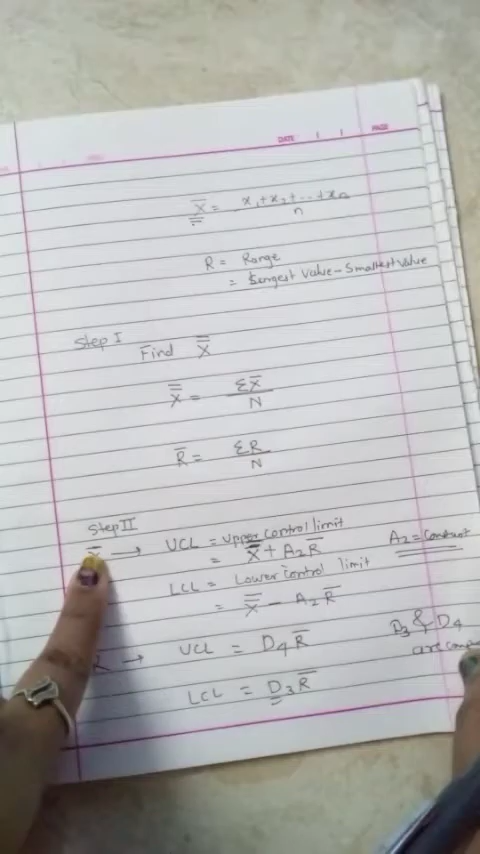 DATE PAGE
X̄ = x₁+x₂+...+xₙ
n
R = Range
= Largest value - Smallest value
Step I
Find X̿
X̿ = ΣX̄
N
R̄ = ΣR
N
Step II
→ UCL = Upper control limit
= X̿ + A₂R̄ A₂ = Constant
LCL = Lower control limit
= X̿ - A₂R̄
R → UCL = D₄R̄ D₃ & D₄
are
LCL = D₃R̄